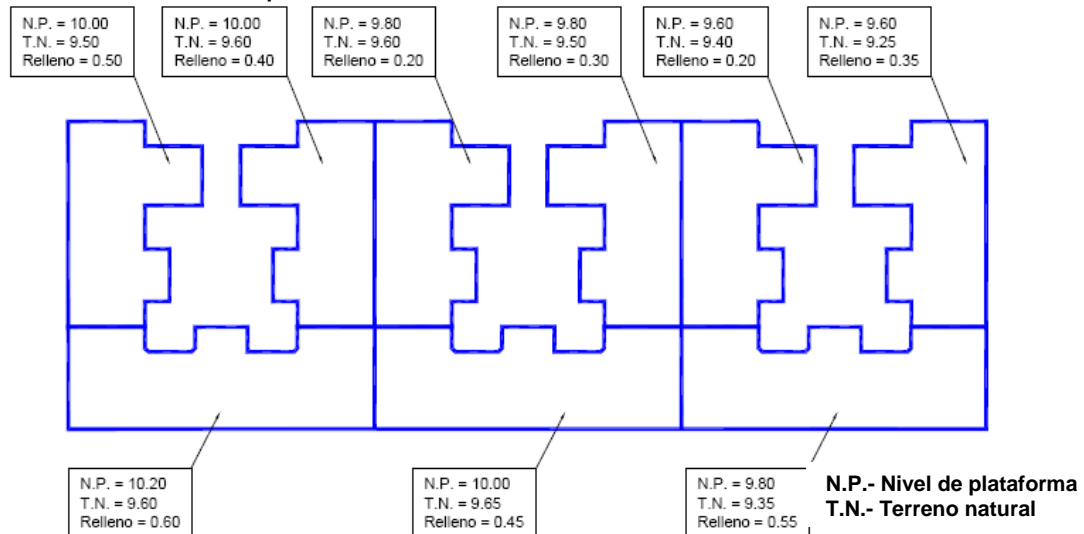 N.P. = 10.00
T.N. = 9.50
Relleno = 0.50
N.P. = 10.00
T.N. = 9.60
Relleno = 0.40
N.P. = 9.80
T.N. = 9.60
Relleno = 0.20
N.P. = 9.80
T.N. = 9.50
Relleno = 0.30
N.P. = 9.60
T.N. = 9.40
Relleno = 0.20
N.P. = 9.60
T.N. = 9.25
Relleno = 0.35
N.P. = 10.20
T.N. = 9.60
Relleno = 0.60
N.P. = 10.00
T.N. = 9.65
Relleno = 0.45
N.P. = 9.80
T.N. = 9.35
Relleno = 0.55
N.P.- Nivel de plataforma
T.N.- Terreno natural